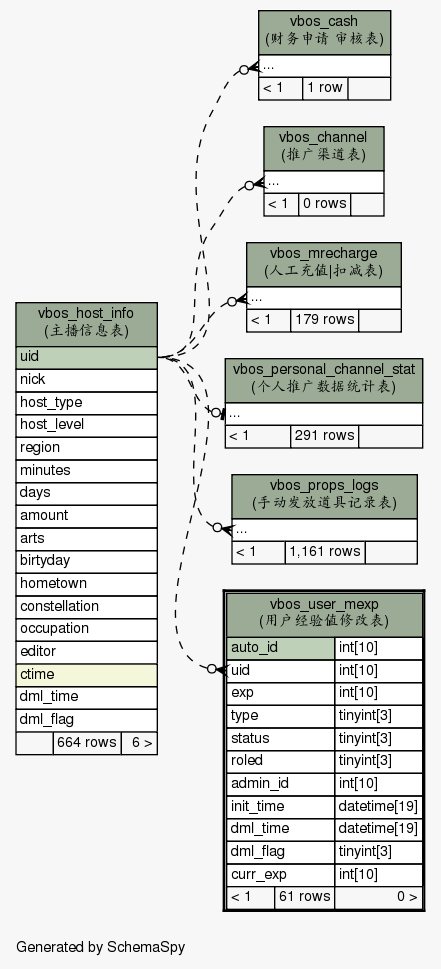 vbos_cash
(财务申请 审核表)
...
< 1 1 row
vbos_channel
(推广渠道表)
...
< 1 0 rows
vbos_mrecharge
(人工充值|扣减表)
...
< 1 179 rows
vbos_host_info
(主播信息表)
uid
nick
host_type
host_level
region
minutes
days
amount
arts
birtyday
hometown
constellation
occupation
editor
ctime
dml_time
dml_flag
664 rows 6 >
vbos_personal_channel_stat
(个人推广数据统计表)
...
< 1 291 rows
vbos_props_logs
(手动发放道具记录表)
...
< 1 1,161 rows
vbos_user_mexp
(用户经验值修改表)
auto_id int[10]
uid int[10]
exp int[10]
type tinyint[3]
status tinyint[3]
roled tinyint[3]
admin_id int[10]
init_time datetime[19]
dml_time datetime[19]
dml_flag tinyint[3]
curr_exp int[10]
< 1 61 rows 0 >
Generated by SchemaSpy